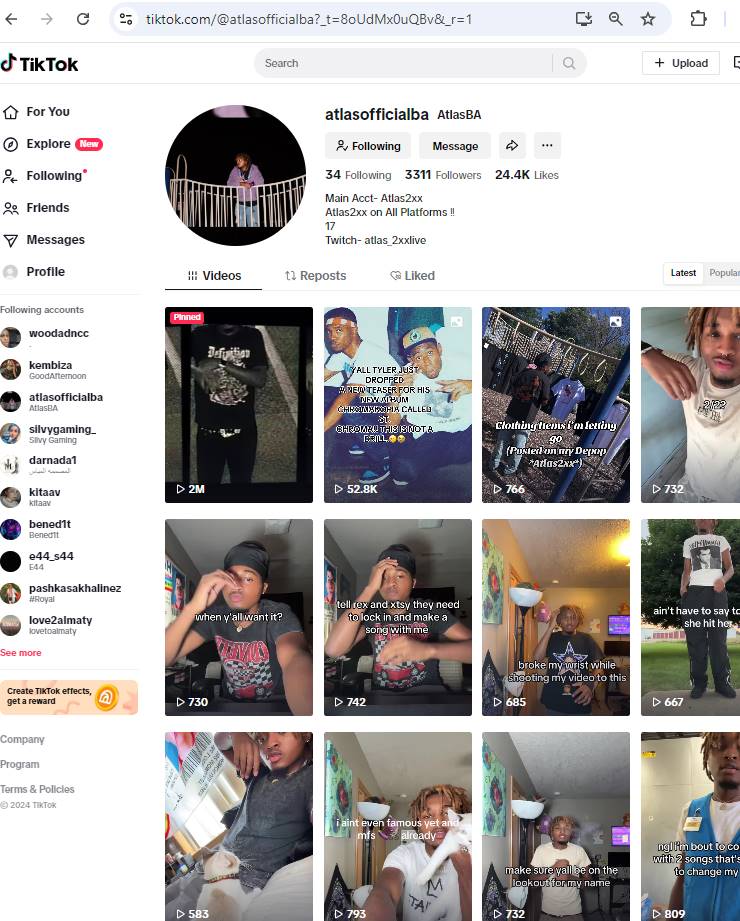 tiktok.com/@atlasofficialba?_t=8oUdMx0uQBv&_r=1
TikTok
Search
+ Upload
For You
Explore New
Following
Friends
Messages
Profile
Following accounts
woodadncc
kembiza
GoodAfternoon
atlasofficialba
AtlasBA
silvygaming_
Silvy Gaming
darnada1
kitaav
kitaav
bened1t
Bened1t
e44_s44
E44
pashkasakhalinez
#Royal
love2almaty
lovetoalmaty
See more
Create TikTok effects,
get a reward
Company
Program
Terms & Policies
© 2024 TikTok
atlasofficialba AtlasBA
Following Message
34 Following 3311 Followers 24.4K Likes
Main Acct- Atlas2xx
Atlas2xx on All Platforms ‼
17
Twitch- atlas_2xxlive
Videos Reposts Liked
Latest Popular
Pinned
Definition
2M
YALL TYLER JUST
DROPPED
A NEW TEASER FOR HIS
NEW ALBUM
CHROMAKOPIA CALLED
ST.
CHROMA!! THIS IS NOT A
DRILL
52.8K
Clothing Items i'm letting
go
(Posted on my Depop
"Atlas2xx")
766
2/22
732
when y'all want it?
730
tell rex and xtsy they need
to lock in and make a
song with me
742
broke my wrist while
shooting my video to this
685
ain't have to say to
she hit her
667
583
i aint even famous yet and
mfs already
793
make sure yall be on the
lookout for my name
732
ngl I'm bout to co
with 2 songs that's
to change my
809